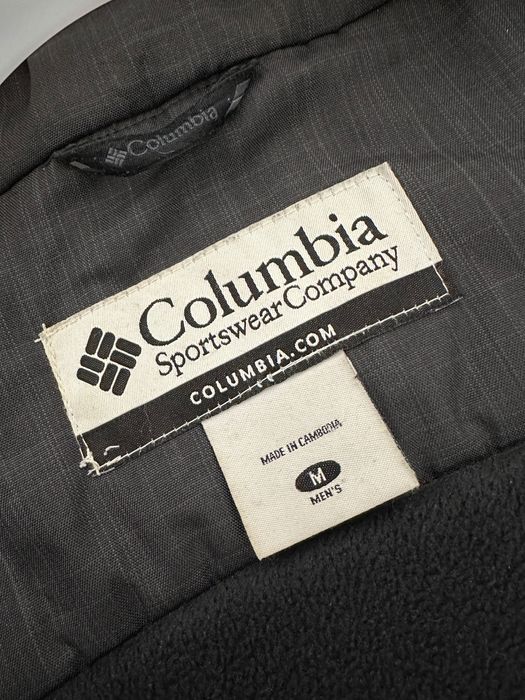 Columbia
Columbia
Sportswear Company
COLUMBIA.COM
MADE IN CAMBODIA
M
MEN'S